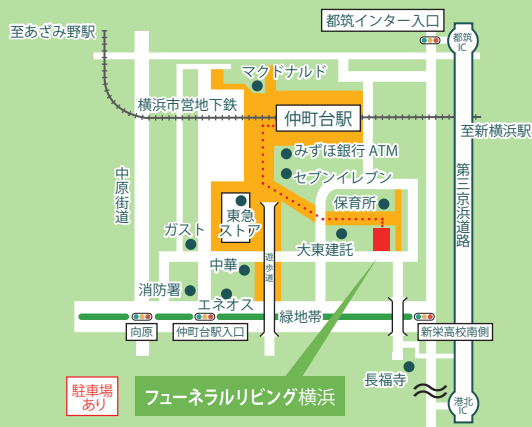 都筑インター入口
至あざみ野駅
都筑
IC
マクドナルド
横浜市営地下鉄
仲町台駅
至新横浜駅
みずほ銀行 ATM
セブンイレブン
中原街道
第三京浜道路
保育所
東急
ストア
ガスト
大東建託
遊歩道
中華
消防署
エネオス
緑地帯
向原
仲町台駅入口
新栄高校南側
長福寺
駐車場
あり
フューネラルリビング横浜
港北
IC